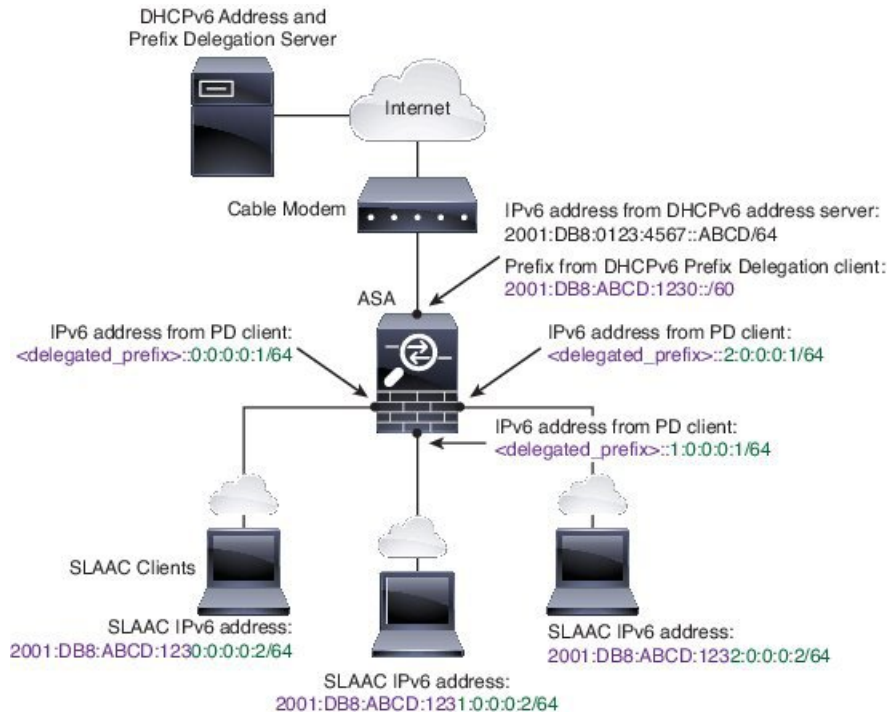 DHCPv6 Address and
Prefix Delegation Server
Internet
Cable Modem
IPv6 address from DHCPv6 address server:
2001:DB8:0123:4567::ABCD/64
Prefix from DHCPv6 Prefix Delegation client:
2001:DB8:ABCD:1230::/60
ASA
IPv6 address from PD client:
<delegated_prefix>::0:0:0:0:1/64
IPv6 address from PD client:
<delegated_prefix>::2:0:0:0:1/64
IPv6 address from PD client:
<delegated_prefix>::1:0:0:0:1/64
SLAAC Clients
SLAAC IPv6 address:
2001:DB8:ABCD:1230:0:0:0:2/64
SLAAC IPv6 address:
2001:DB8:ABCD:1231:0:0:0:2/64
SLAAC IPv6 address:
2001:DB8:ABCD:1232:0:0:0:2/64